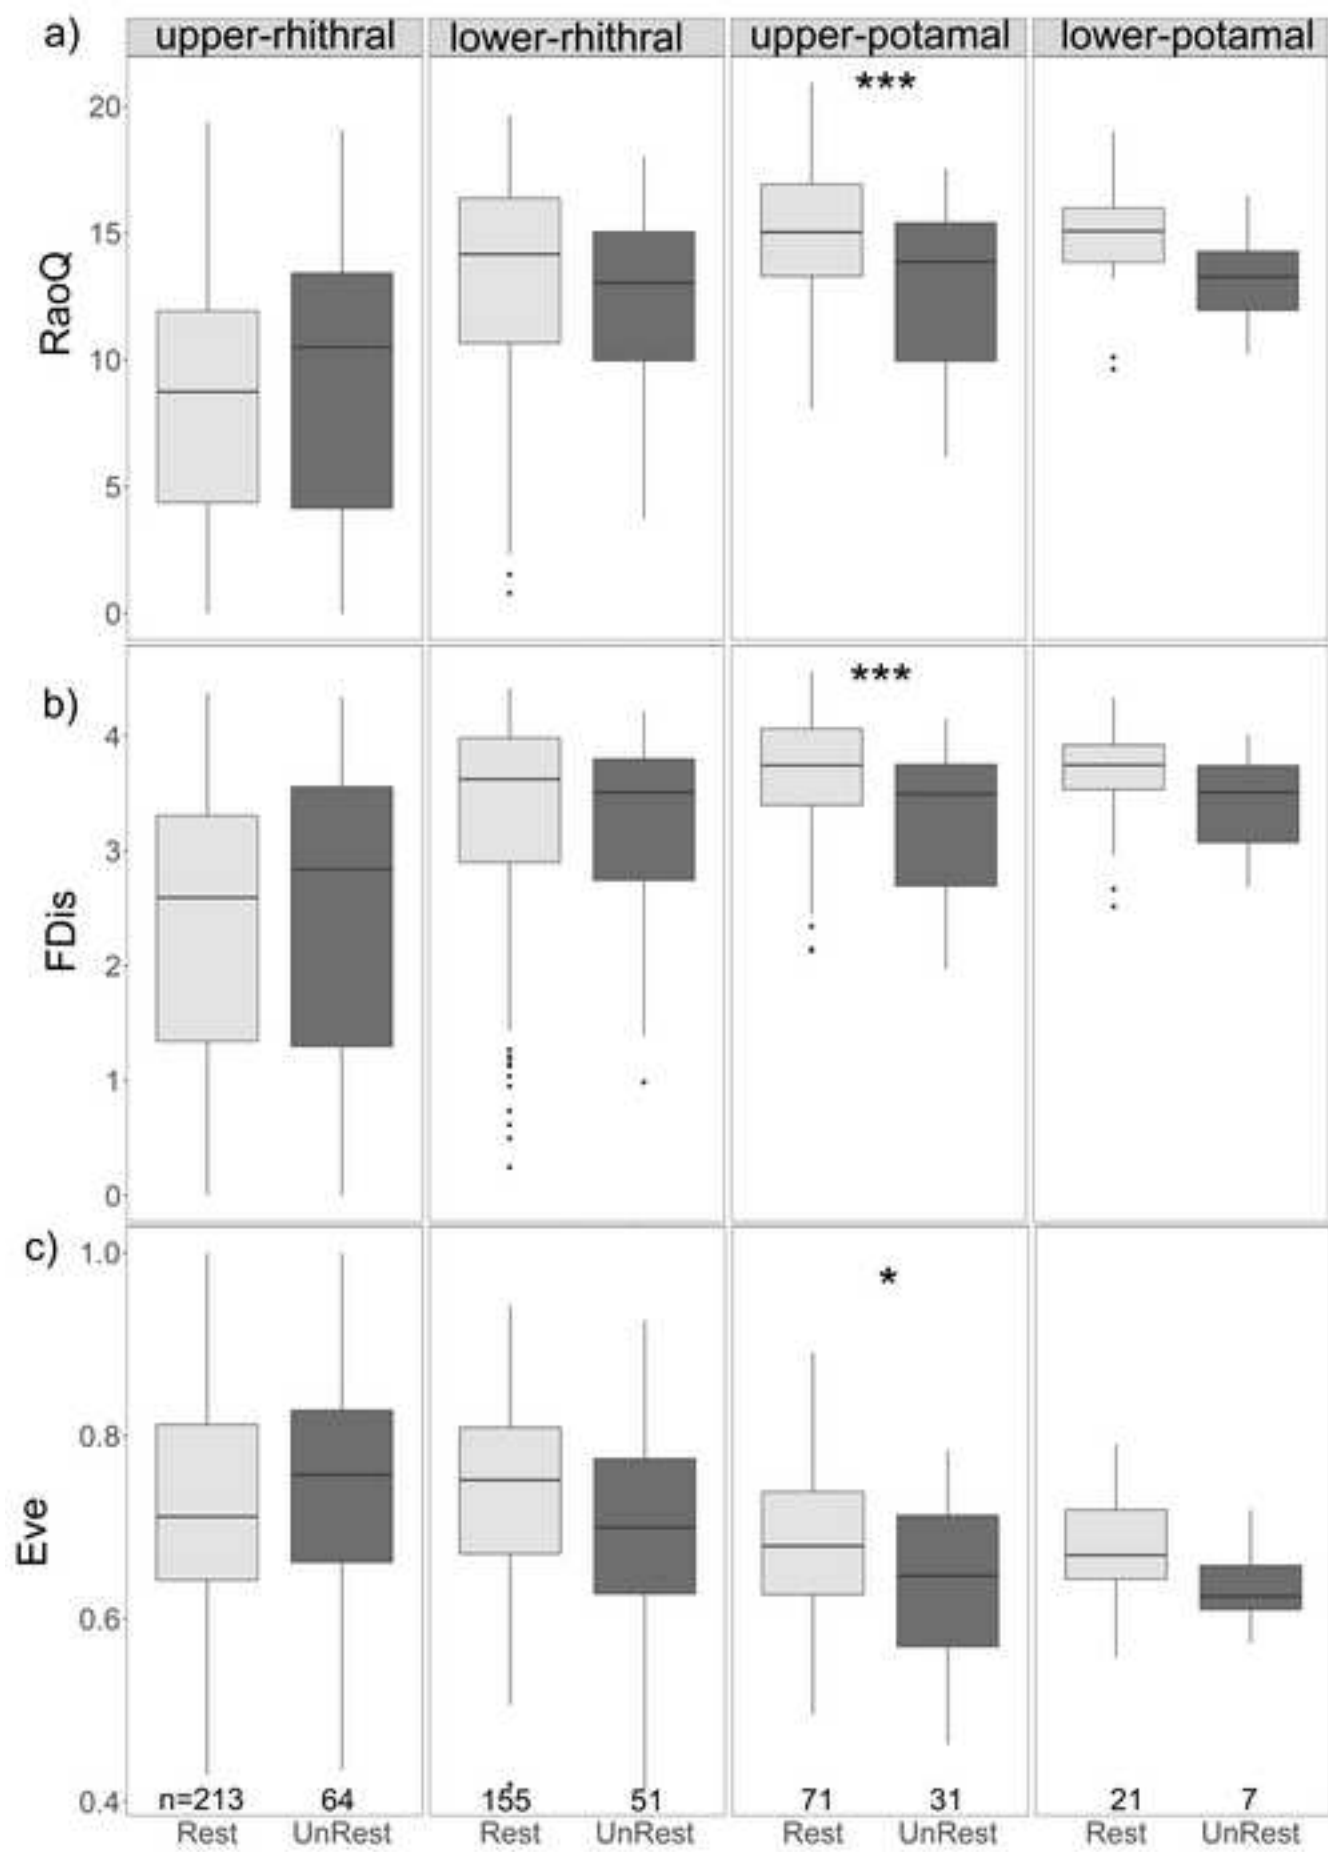 a) upper-rhithral lower-rhithral upper-potamal lower-potamal
***
20
15
10
5
0
RaoQ
b)
***
4
3
2
1
0
FDis
c)
*
1.0
0.8
0.6
0.4
Eve
n=213 64 155 51 71 31 21 7
Rest UnRest Rest UnRest Rest UnRest Rest UnRest